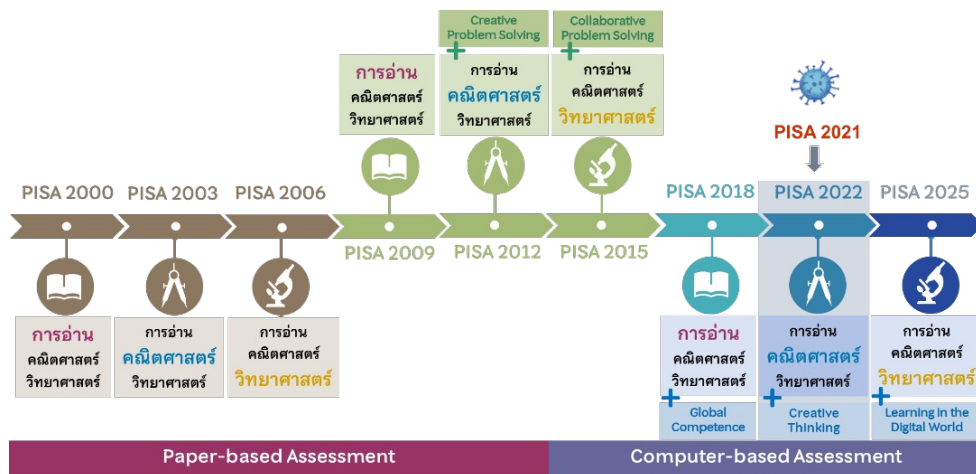 Creative
Problem Solving
Collaborative
Problem Solving
การอ่าน
คณิตศาสตร์
วิทยาศาสตร์
การอ่าน
คณิตศาสตร์
วิทยาศาสตร์
การอ่าน
คณิตศาสตร์
วิทยาศาสตร์
PISA 2021
PISA 2000
PISA 2003
PISA 2006
PISA 2018
PISA 2022
PISA 2025
PISA 2009
PISA 2012
PISA 2015
การอ่าน
คณิตศาสตร์
วิทยาศาสตร์
การอ่าน
คณิตศาสตร์
วิทยาศาสตร์
การอ่าน
คณิตศาสตร์
วิทยาศาสตร์
การอ่าน
คณิตศาสตร์
วิทยาศาสตร์
การอ่าน
คณิตศาสตร์
วิทยาศาสตร์
การอ่าน
คณิตศาสตร์
วิทยาศาสตร์
Global
Competence
Creative
Thinking
Learning in the
Digital World
Paper-based Assessment
Computer-based Assessment